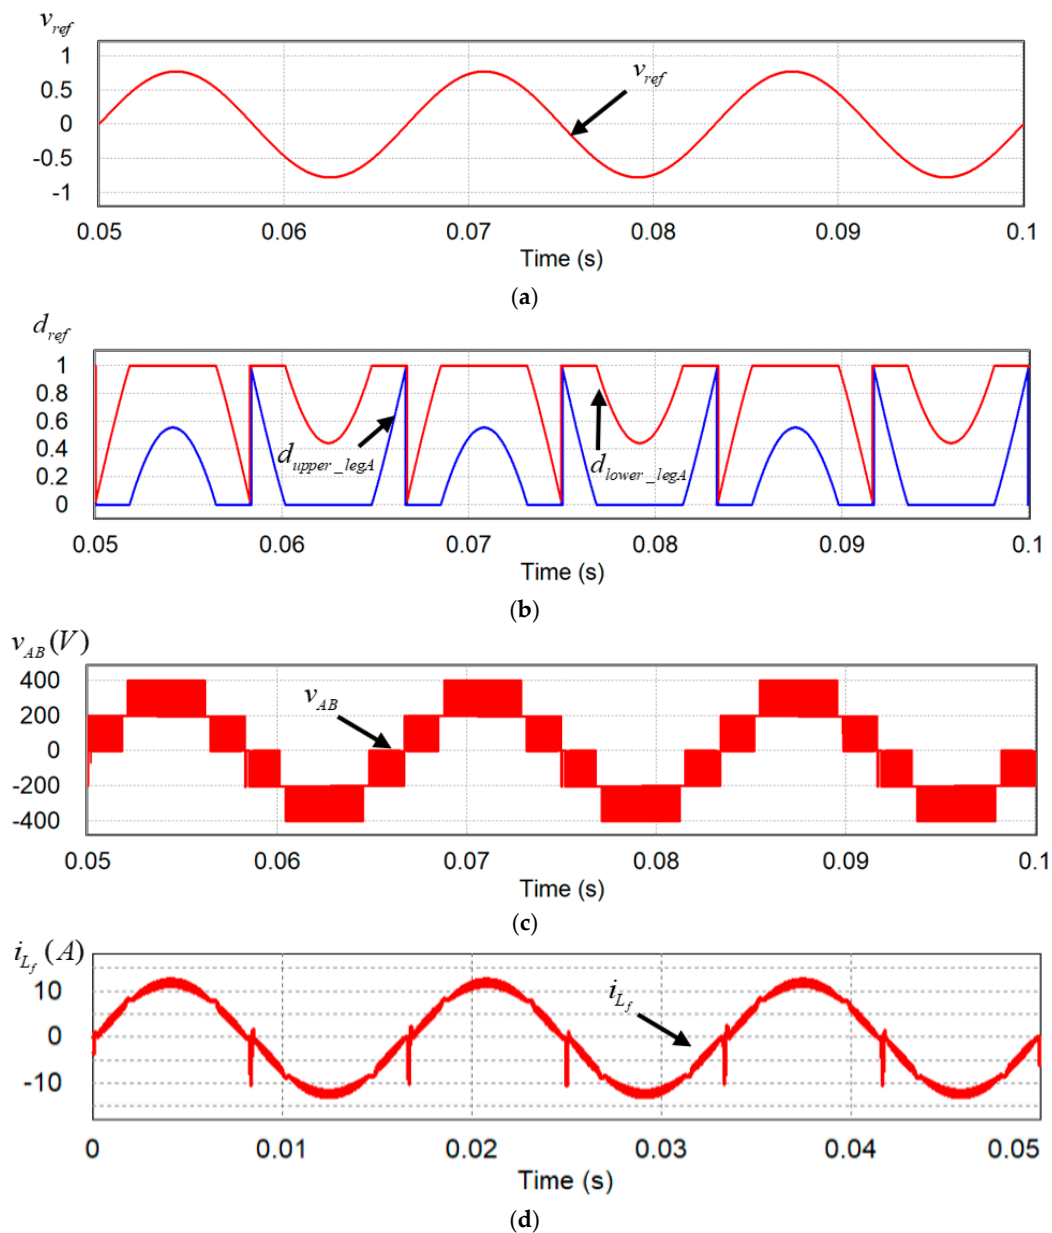 (a)
v_ref
1
0.5
0
-0.5
-1
v_ref
0.05 0.06 0.07 0.08 0.09 0.1
Time (s)
(a)
d_ref
1
0.8
0.6
0.4
0.2
0
d_upper_legA
d_lower_legA
0.05 0.06 0.07 0.08 0.09 0.1
Time (s)
(b)
v_AB (V)
400
200
0
-200
-400
v_AB
0.05 0.06 0.07 0.08 0.09 0.1
Time (s)
(c)
i_L_f (A)
10
0
-10
i_L_f
0 0.01 0.02 0.03 0.04 0.05
Time (s)
(d)